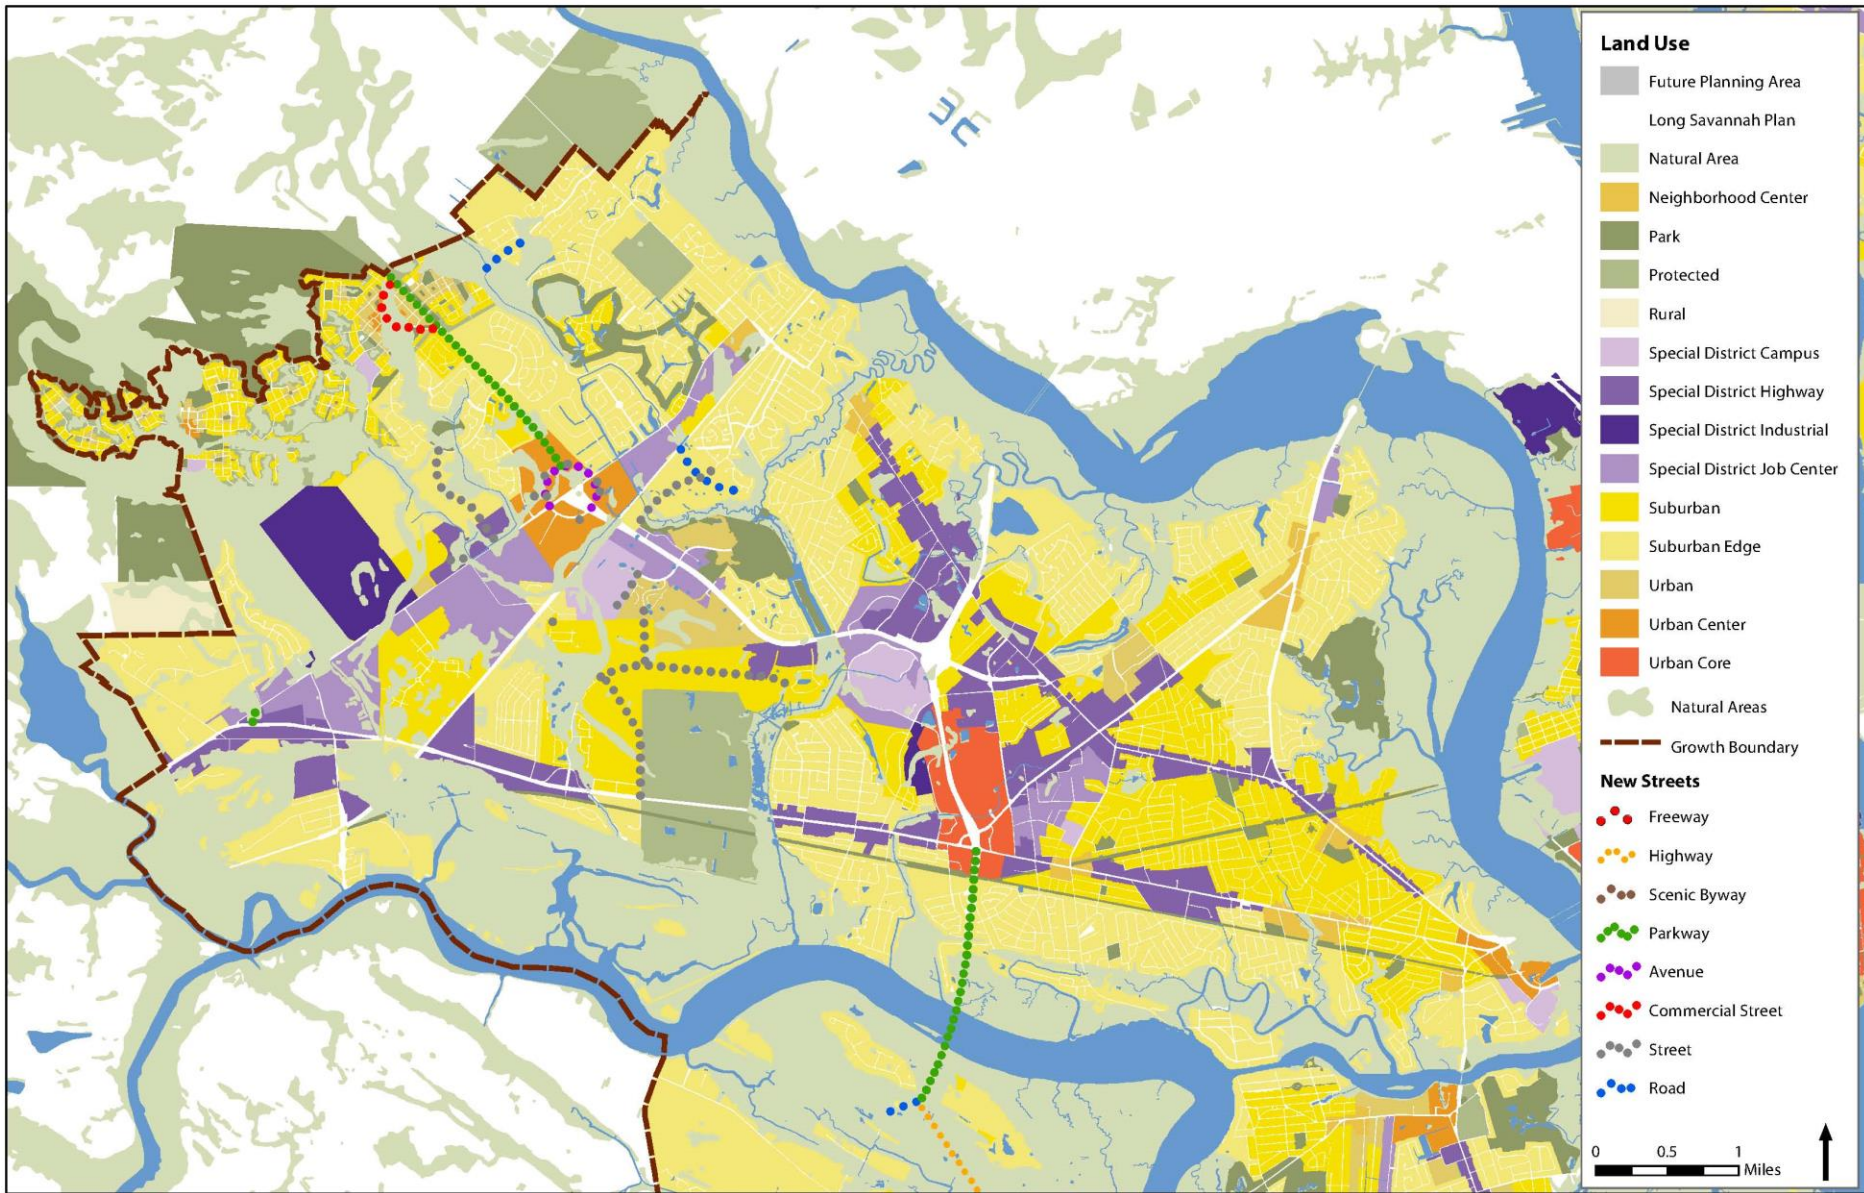 Land Use
Future Planning Area
Long Savannah Plan
Natural Area
Neighborhood Center
Park
Protected
Rural
Special District Campus
Special District Highway
Special District Industrial
Special District Job Center
Suburban
Suburban Edge
Urban
Urban Center
Urban Core
Natural Areas
Growth Boundary
New Streets
Freeway
Highway
Scenic Byway
Parkway
Avenue
Commercial Street
Street
Road
0 0.5 1
Miles